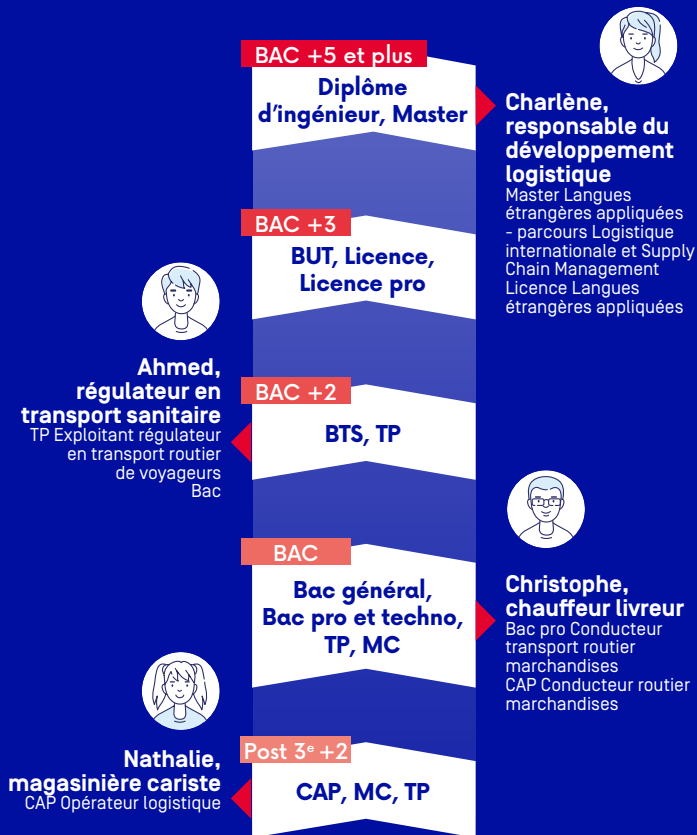 BAC +5 et plus
Diplôme
d’ingénieur, Master
Charlène,
responsable du
développement
logistique
Master Langues
étrangères appliquées
- parcours Logistique
internationale et Supply
Chain Management
Licence Langues
étrangères appliquées
BAC +3
BUT, Licence,
Licence pro
Ahmed,
régulateur en
transport sanitaire
TP Exploitant régulateur
en transport routier
de voyageurs
Bac
BAC +2
BTS, TP
BAC
Bac général,
Bac pro et techno,
TP, MC
Christophe,
chauffeur livreur
Bac pro Conducteur
transport routier
marchandises
CAP Conducteur routier
marchandises
Nathalie,
magasinière cariste
CAP Opérateur logistique
Post 3ᵉ +2
CAP, MC, TP